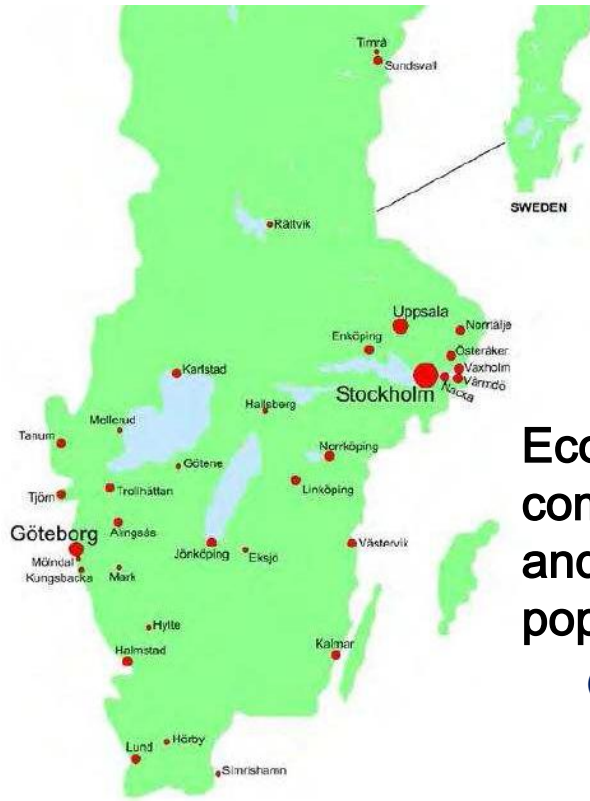 Timrå
Sundsvall
SWEDEN
Rättvik
Uppsala
Norrtälje
Enköping
Österåker
Vaxholm
Värmdö
Nacka
Stockholm
Karlstad
Hallsberg
Mellerud
Tanum
Norrköping
Götene
Linköping
Trollhättan
Tjörn
Alingsås
Göteborg
Mölndal
Kungsbacka
Mark
Jönköping
Eksjö
Västervik
Hylte
Halmstad
Kalmar
Lund
Hörby
Simrishamn
Eco
con
and
pop